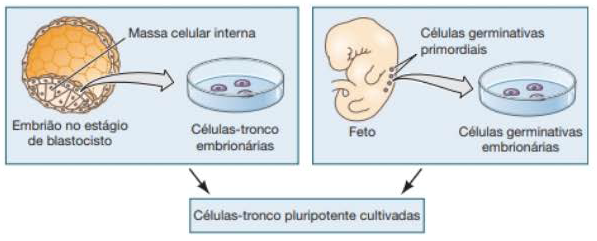 Massa celular interna
Embrião no estágio
de blastocisto
Células-tronco
embrionárias
Células germinativas
primordiais
Feto
Células germinativas
embrionárias
Células-tronco pluripotente cultivadas